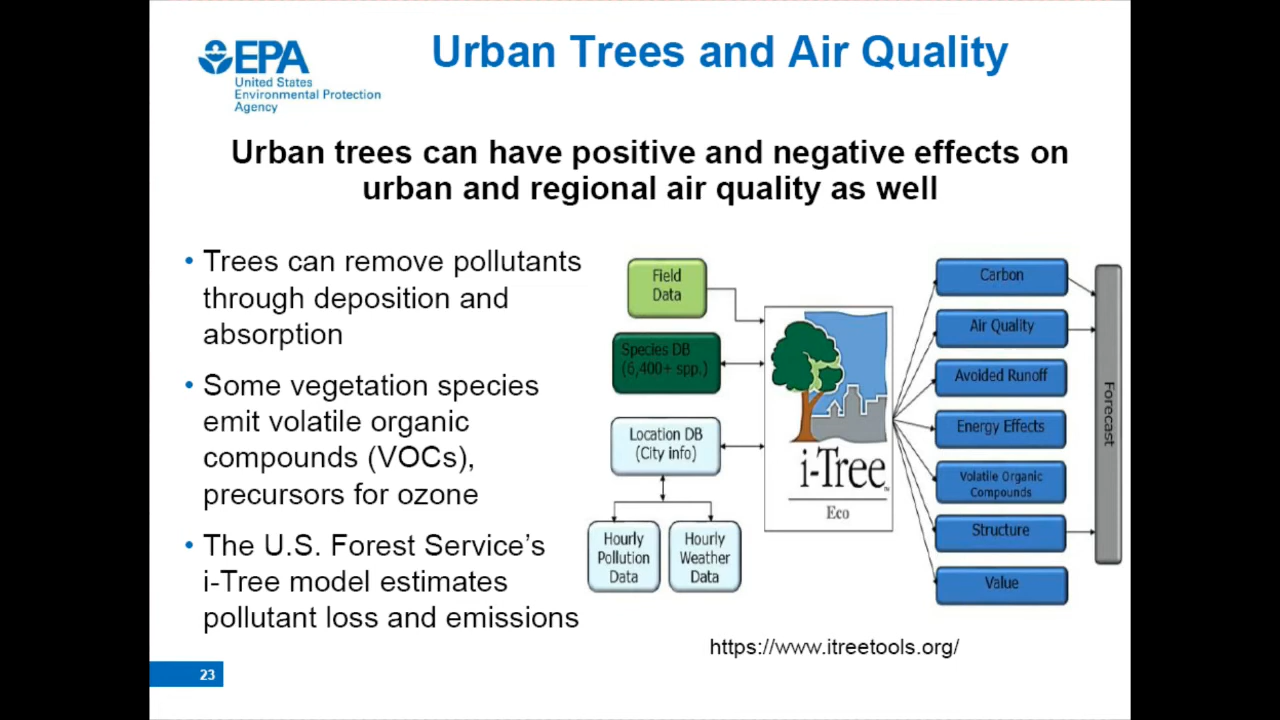 EPA
United States
Environmental Protection
Agency
Urban Trees and Air Quality
Urban trees can have positive and negative effects on
urban and regional air quality as well
• Trees can remove pollutants
through deposition and
absorption
• Some vegetation species
emit volatile organic
compounds (VOCs),
precursors for ozone
• The U.S. Forest Service's
i-Tree model estimates
pollutant loss and emissions
Field
Data
Species DB
(6,400+ spp.)
Location DB
(City info)
Hourly
Pollution
Data
Hourly
Weather
Data
i-Tree™
Eco
Carbon
Air Quality
Avoided Runoff
Energy Effects
Volatile Organic
Compounds
Structure
Value
Forecast
https://www.itreetools.org/
23